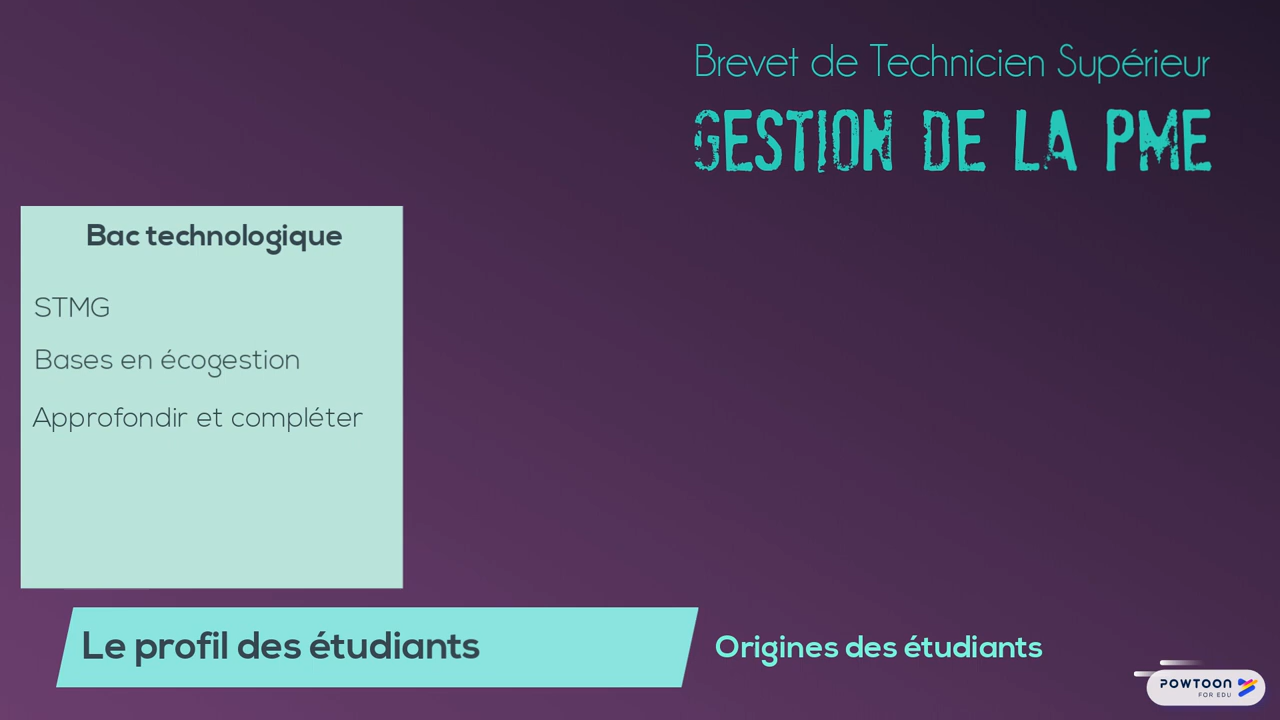 Brevet de Technicien Supérieur
GESTION DE LA PME
Bac technologique
STMG
Bases en écogestion
Approfondir et compléter
Le profil des étudiants
Origines des étudiants
POWTOON
FOR EDU